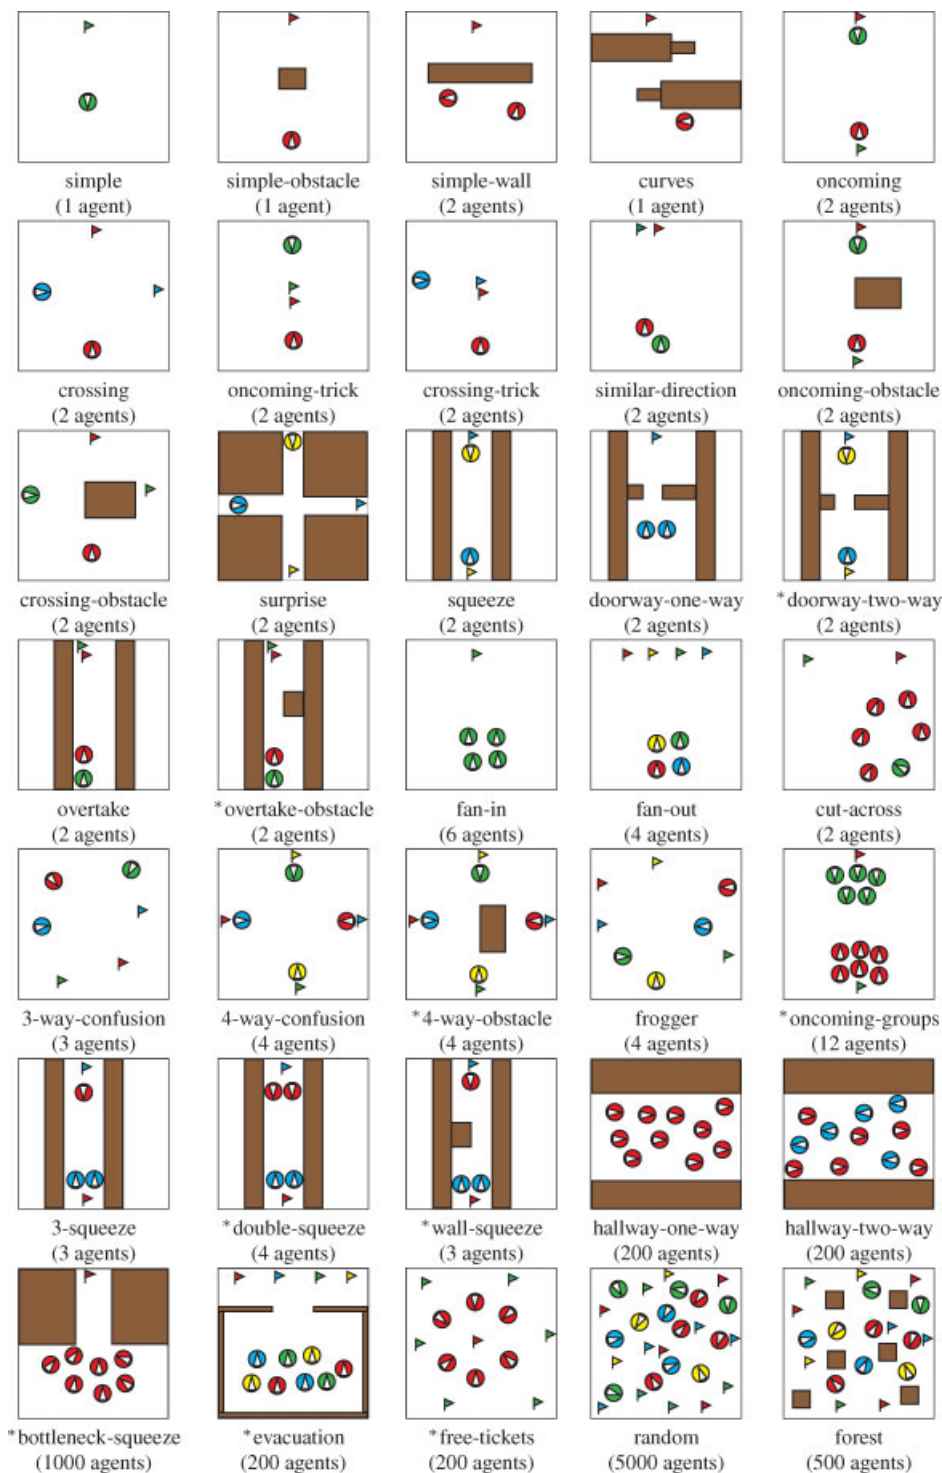 simple simple-obstacle simple-wall curves oncoming
(1 agent) (1 agent) (2 agents) (1 agent) (2 agents)
crossing oncoming-trick crossing-trick similar-direction oncoming-obstacle
(2 agents) (2 agents) (2 agents) (2 agents) (2 agents)
crossing-obstacle surprise squeeze doorway-one-way *doorway-two-way
(2 agents) (2 agents) (2 agents) (2 agents) (2 agents)
overtake *overtake-obstacle fan-in fan-out cut-across
(2 agents) (2 agents) (6 agents) (4 agents) (2 agents)
3-way-confusion 4-way-confusion *4-way-obstacle frogger *oncoming-groups
(3 agents) (4 agents) (4 agents) (4 agents) (12 agents)
3-squeeze *double-squeeze *wall-squeeze hallway-one-way hallway-two-way
(3 agents) (4 agents) (3 agents) (200 agents) (200 agents)
*bottleneck-squeeze *evacuation *free-tickets random forest
(1000 agents) (200 agents) (200 agents) (5000 agents) (500 agents)